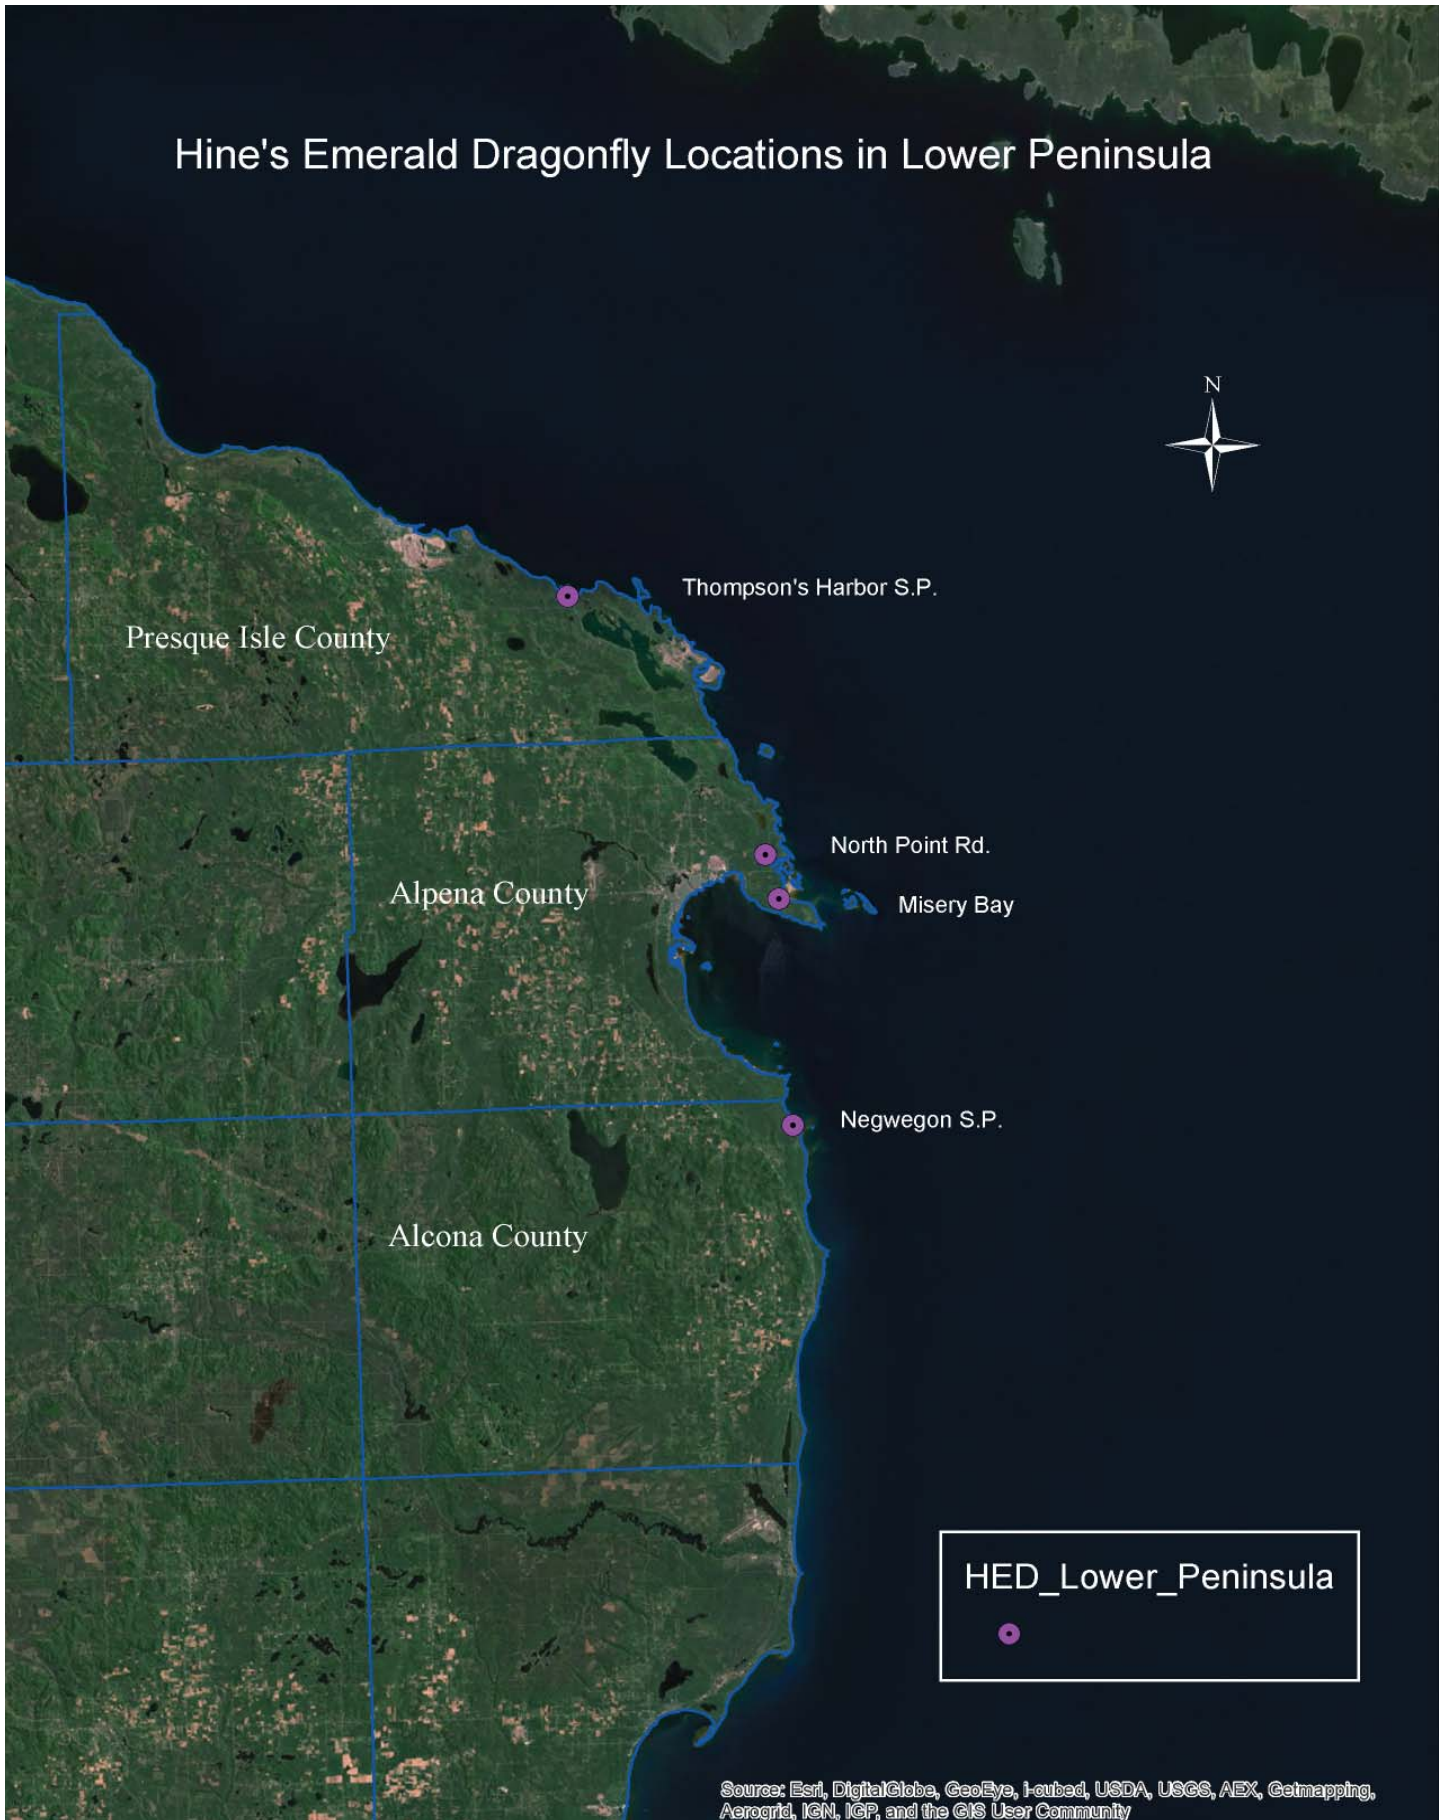 Hine's Emerald Dragonfly Locations in Lower Peninsula
N
Thompson's Harbor S.P.
Presque Isle County
North Point Rd.
Alpena County
Misery Bay
Negwegon S.P.
Alcona County
HED_Lower_Peninsula
Source: Esri, DigitalGlobe, GeoEye, i-cubed, USDA, USGS, AEX, Getmapping,
Aerogrid, IGN, IGP, and the GIS User Community